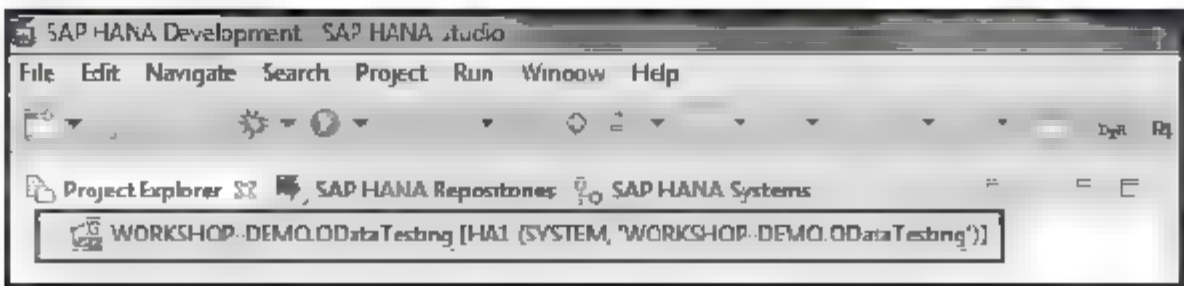 SAP HANA Development SAP HANA studio
File Edit Navigate Search Project Run Window Help
Project Explorer SAP HANA Repositories SAP HANA Systems
WORKSHOP--DEMO.ODataTesting [HA1 (SYSTEM, 'WORKSHOP--DEMO.ODataTesting')]